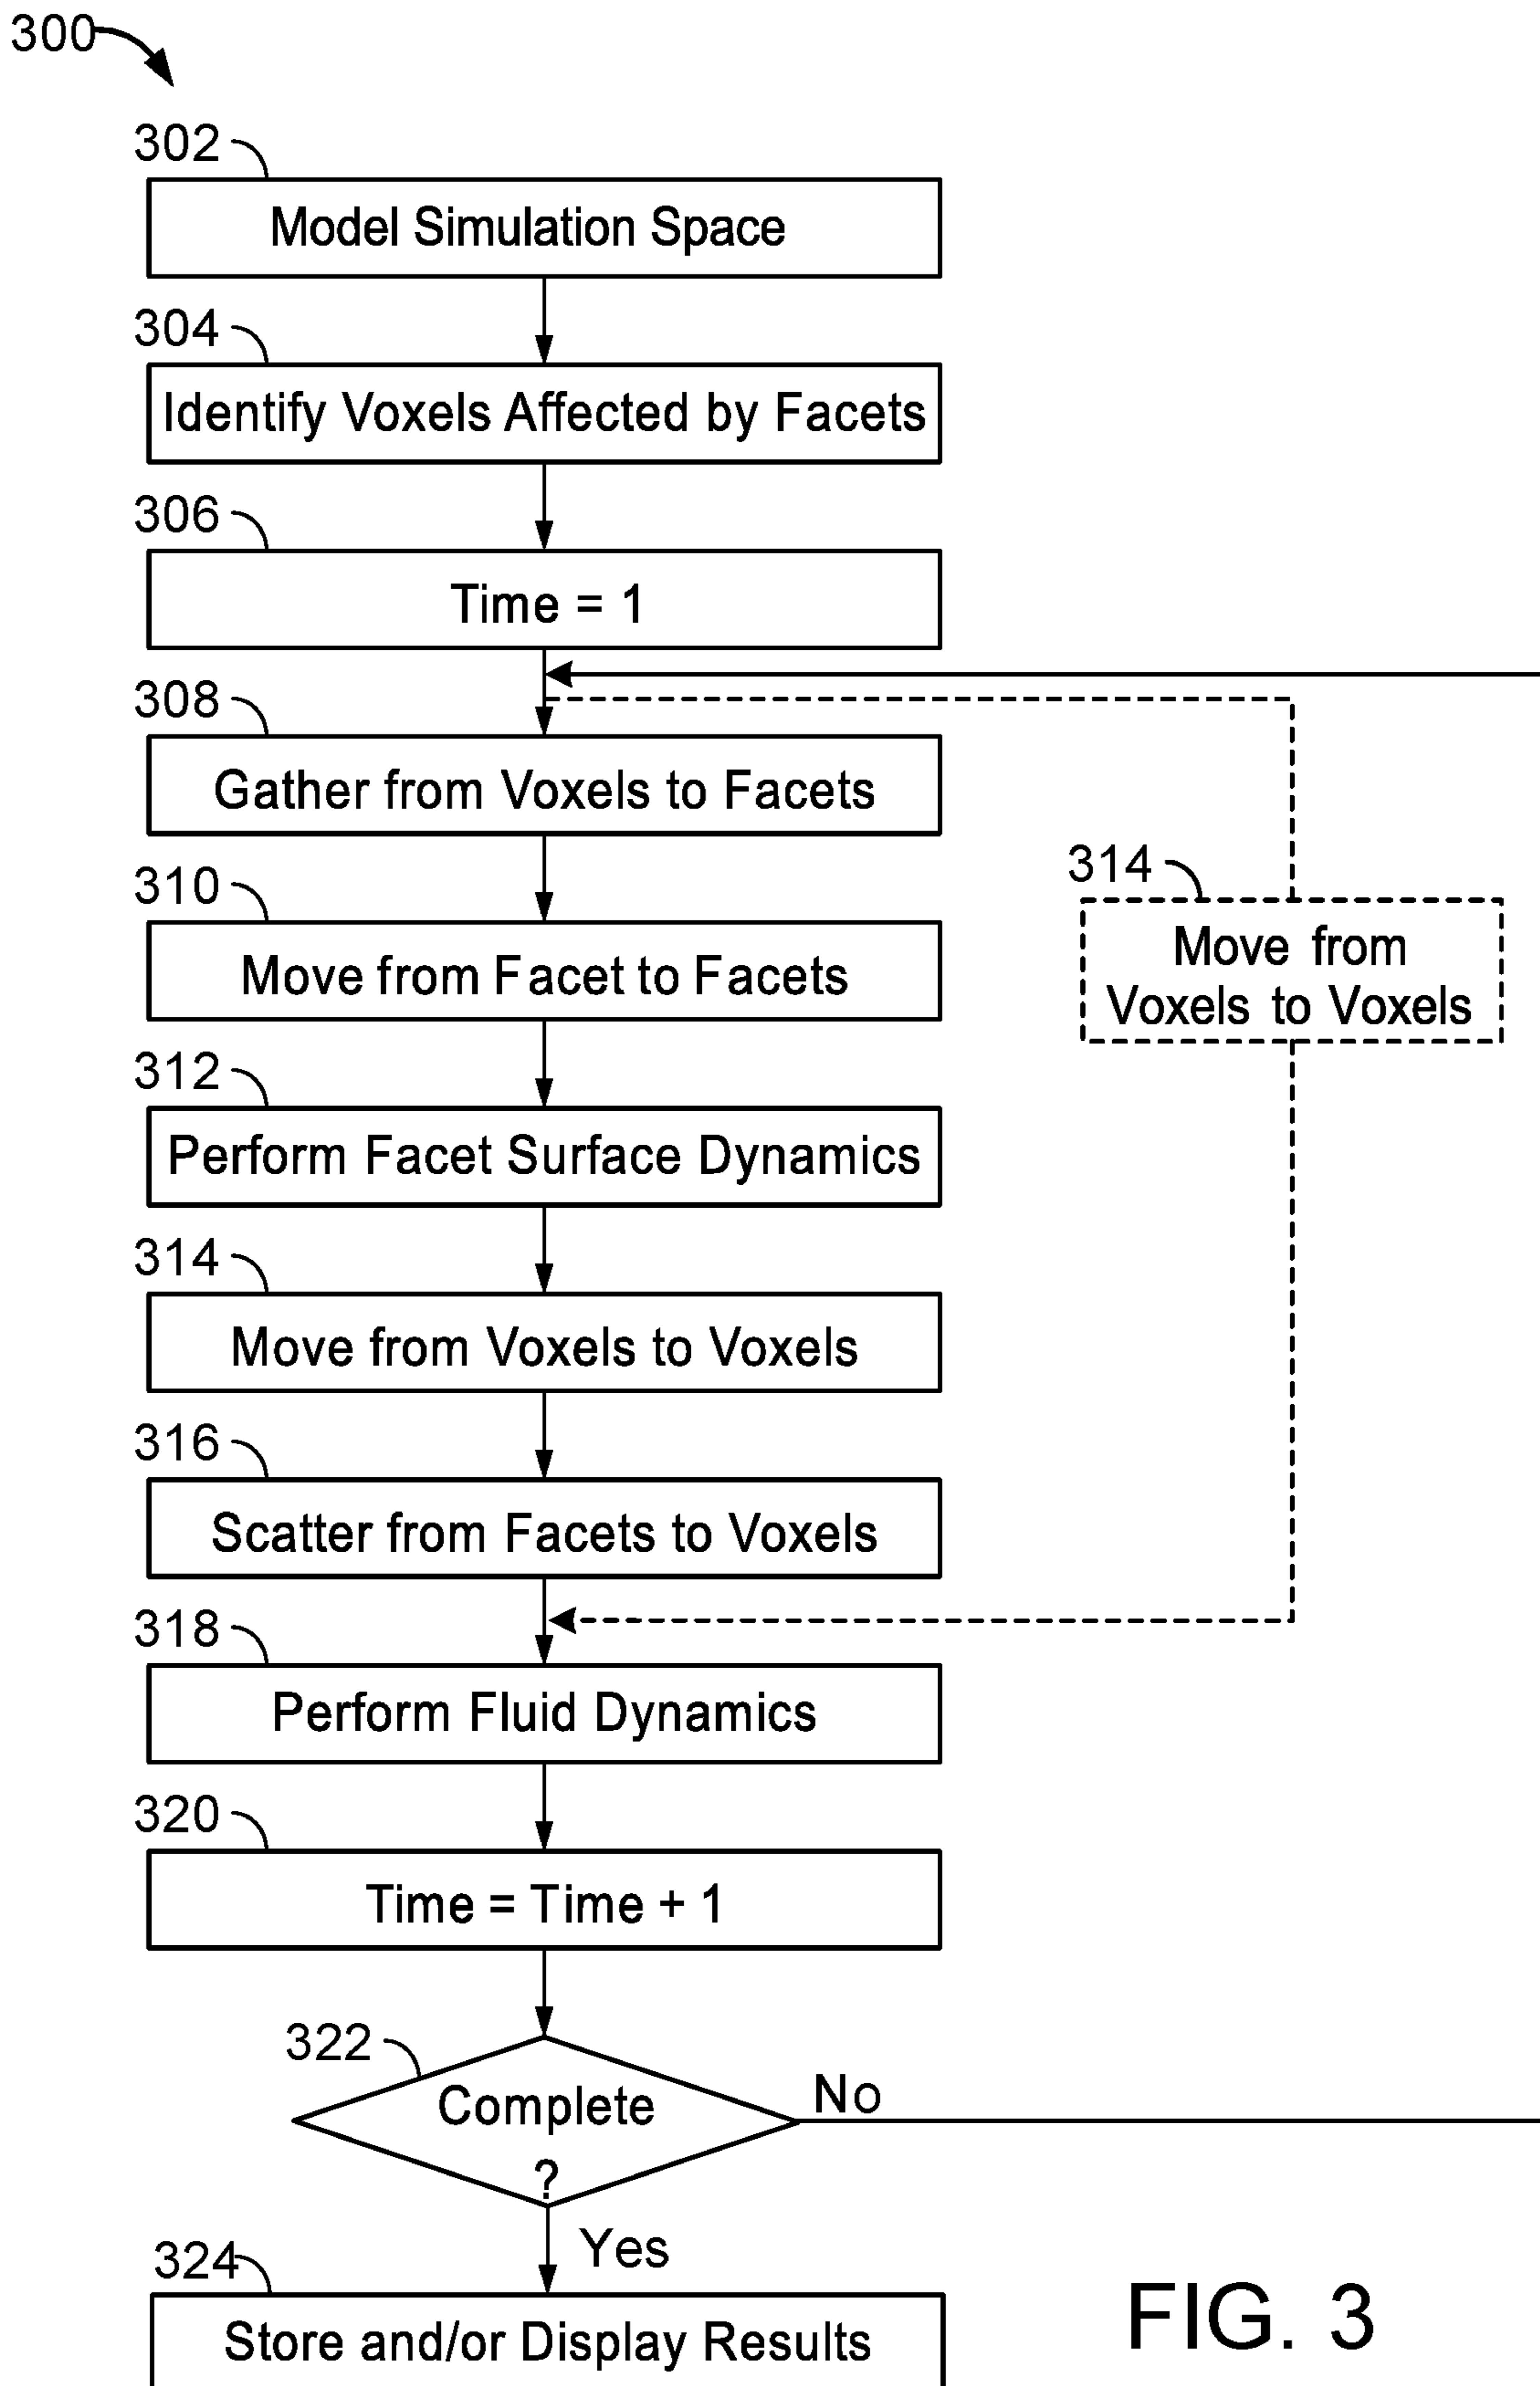 300
302
Model Simulation Space
304
Identify Voxels Affected by Facets
306
Time = 1
308
Gather from Voxels to Facets
310
Move from Facet to Facets
314
Move from
Voxels to Voxels
312
Perform Facet Surface Dynamics
314
Move from Voxels to Voxels
316
Scatter from Facets to Voxels
318
Perform Fluid Dynamics
320
Time = Time + 1
322
Complete
?
No
Yes
324
Store and/or Display Results
FIG. 3